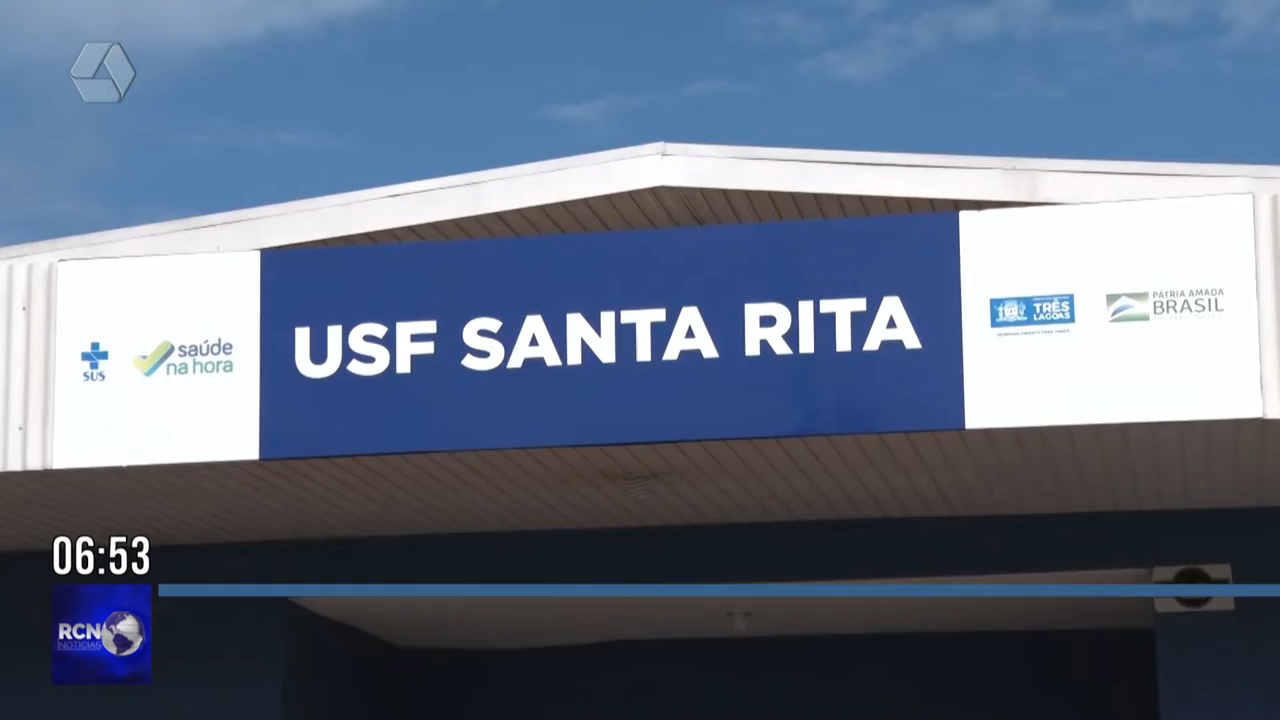 USF SANTA RITA
SUS
saúde
na hora
TRÊS
LAGOAS
PÁTRIA AMADA
BRASIL
06:53
RCN
NOTÍCIAS